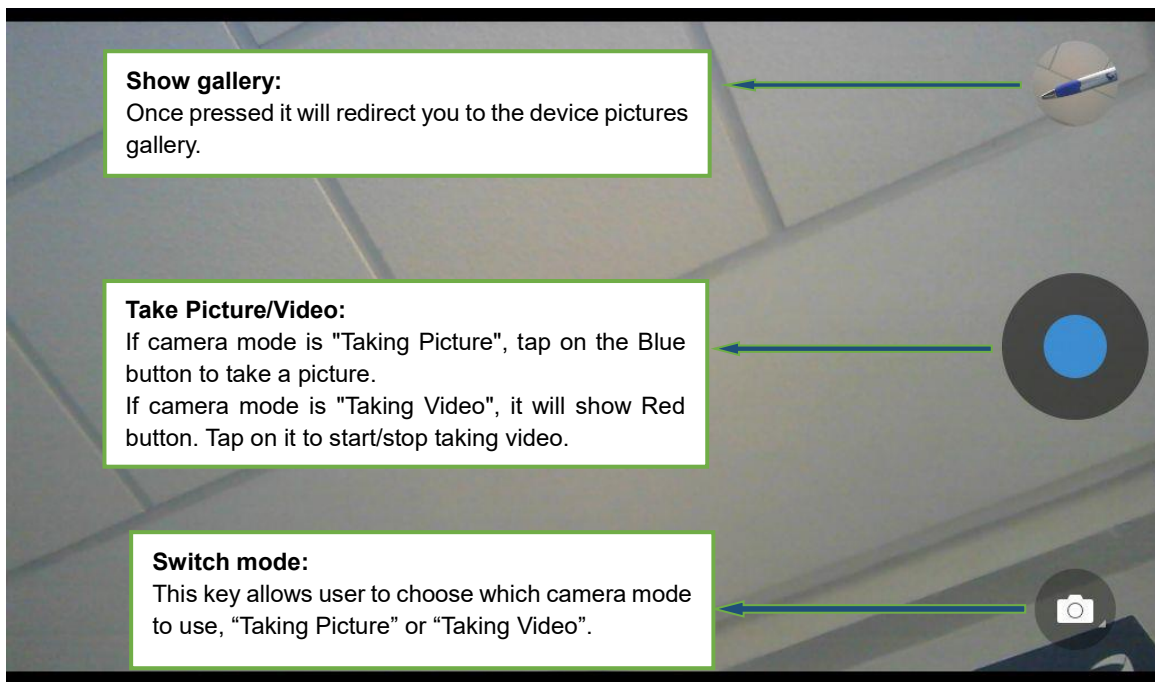 Show gallery:
Once pressed it will redirect you to the device pictures
gallery.
Take Picture/Video:
If camera mode is "Taking Picture", tap on the Blue
button to take a picture.
If camera mode is "Taking Video", it will show Red
button. Tap on it to start/stop taking video.
Switch mode:
This key allows user to choose which camera mode
to use, “Taking Picture” or “Taking Video”.